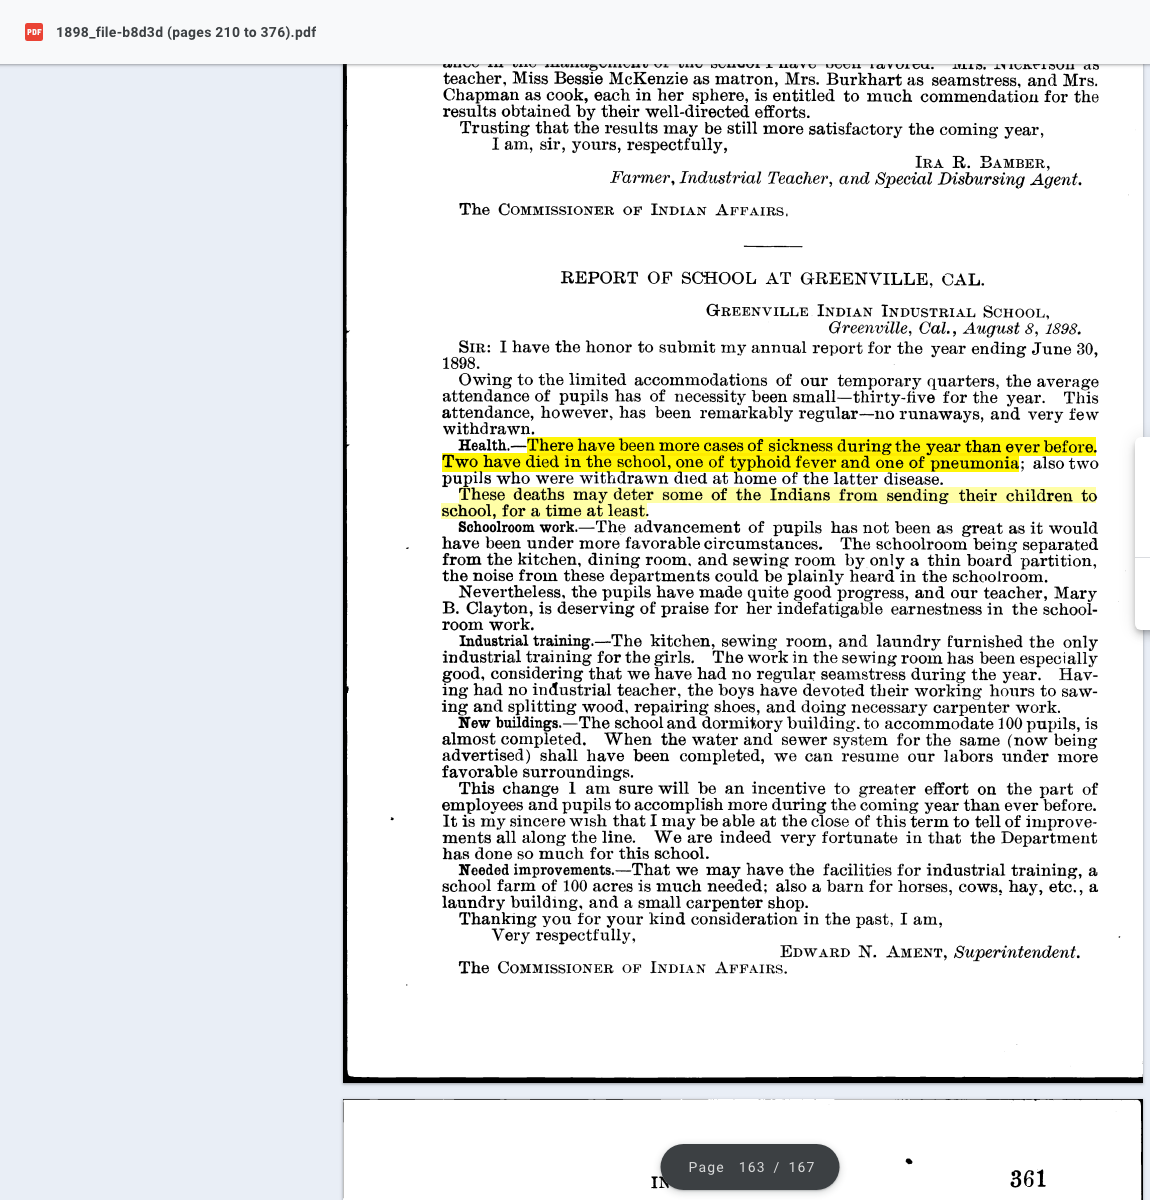 PDF 1898_file-b8d3d (pages 210 to 376).pdf
ance in the management of the school I have been favored. Mrs. Nickerson as
teacher, Miss Bessie McKenzie as matron, Mrs. Burkhart as seamstress, and Mrs.
Chapman as cook, each in her sphere, is entitled to much commendation for the
results obtained by their well-directed efforts.
Trusting that the results may be still more satisfactory the coming year,
I am, sir, yours, respectfully,
IRA R. BAMBER,
Farmer, Industrial Teacher, and Special Disbursing Agent.
The COMMISSIONER OF INDIAN AFFAIRS.
REPORT OF SCHOOL AT GREENVILLE, CAL.
GREENVILLE INDIAN INDUSTRIAL SCHOOL,
Greenville, Cal., August 8, 1898.
SIR: I have the honor to submit my annual report for the year ending June 30,
1898.
Owing to the limited accommodations of our temporary quarters, the average
attendance of pupils has of necessity been small—thirty-five for the year. This
attendance, however, has been remarkably regular—no runaways, and very few
withdrawn.
Health.—There have been more cases of sickness during the year than ever before.
Two have died in the school, one of typhoid fever and one of pneumonia; also two
pupils who were withdrawn died at home of the latter disease.
These deaths may deter some of the Indians from sending their children to
school, for a time at least.
Schoolroom work.—The advancement of pupils has not been as great as it would
have been under more favorable circumstances. The schoolroom being separated
from the kitchen, dining room, and sewing room by only a thin board partition,
the noise from these departments could be plainly heard in the schoolroom.
Nevertheless, the pupils have made quite good progress, and our teacher, Mary
B. Clayton, is deserving of praise for her indefatigable earnestness in the school-
room work.
Industrial training.—The kitchen, sewing room, and laundry furnished the only
industrial training for the girls. The work in the sewing room has been especially
good, considering that we have had no regular seamstress during the year. Hav-
ing had no industrial teacher, the boys have devoted their working hours to saw-
ing and splitting wood, repairing shoes, and doing necessary carpenter work.
New buildings.—The school and dormitory building, to accommodate 100 pupils, is
almost completed. When the water and sewer system for the same (now being
advertised) shall have been completed, we can resume our labors under more
favorable surroundings.
This change I am sure will be an incentive to greater effort on the part of
employees and pupils to accomplish more during the coming year than ever before.
It is my sincere wish that I may be able at the close of this term to tell of improve-
ments all along the line. We are indeed very fortunate in that the Department
has done so much for this school.
Needed improvements.—That we may have the facilities for industrial training, a
school farm of 100 acres is much needed; also a barn for horses, cows, hay, etc., a
laundry building, and a small carpenter shop.
Thanking you for your kind consideration in the past, I am,
Very respectfully,
EDWARD N. AMENT, Superintendent.
The COMMISSIONER OF INDIAN AFFAIRS.
Page 163 / 167
361